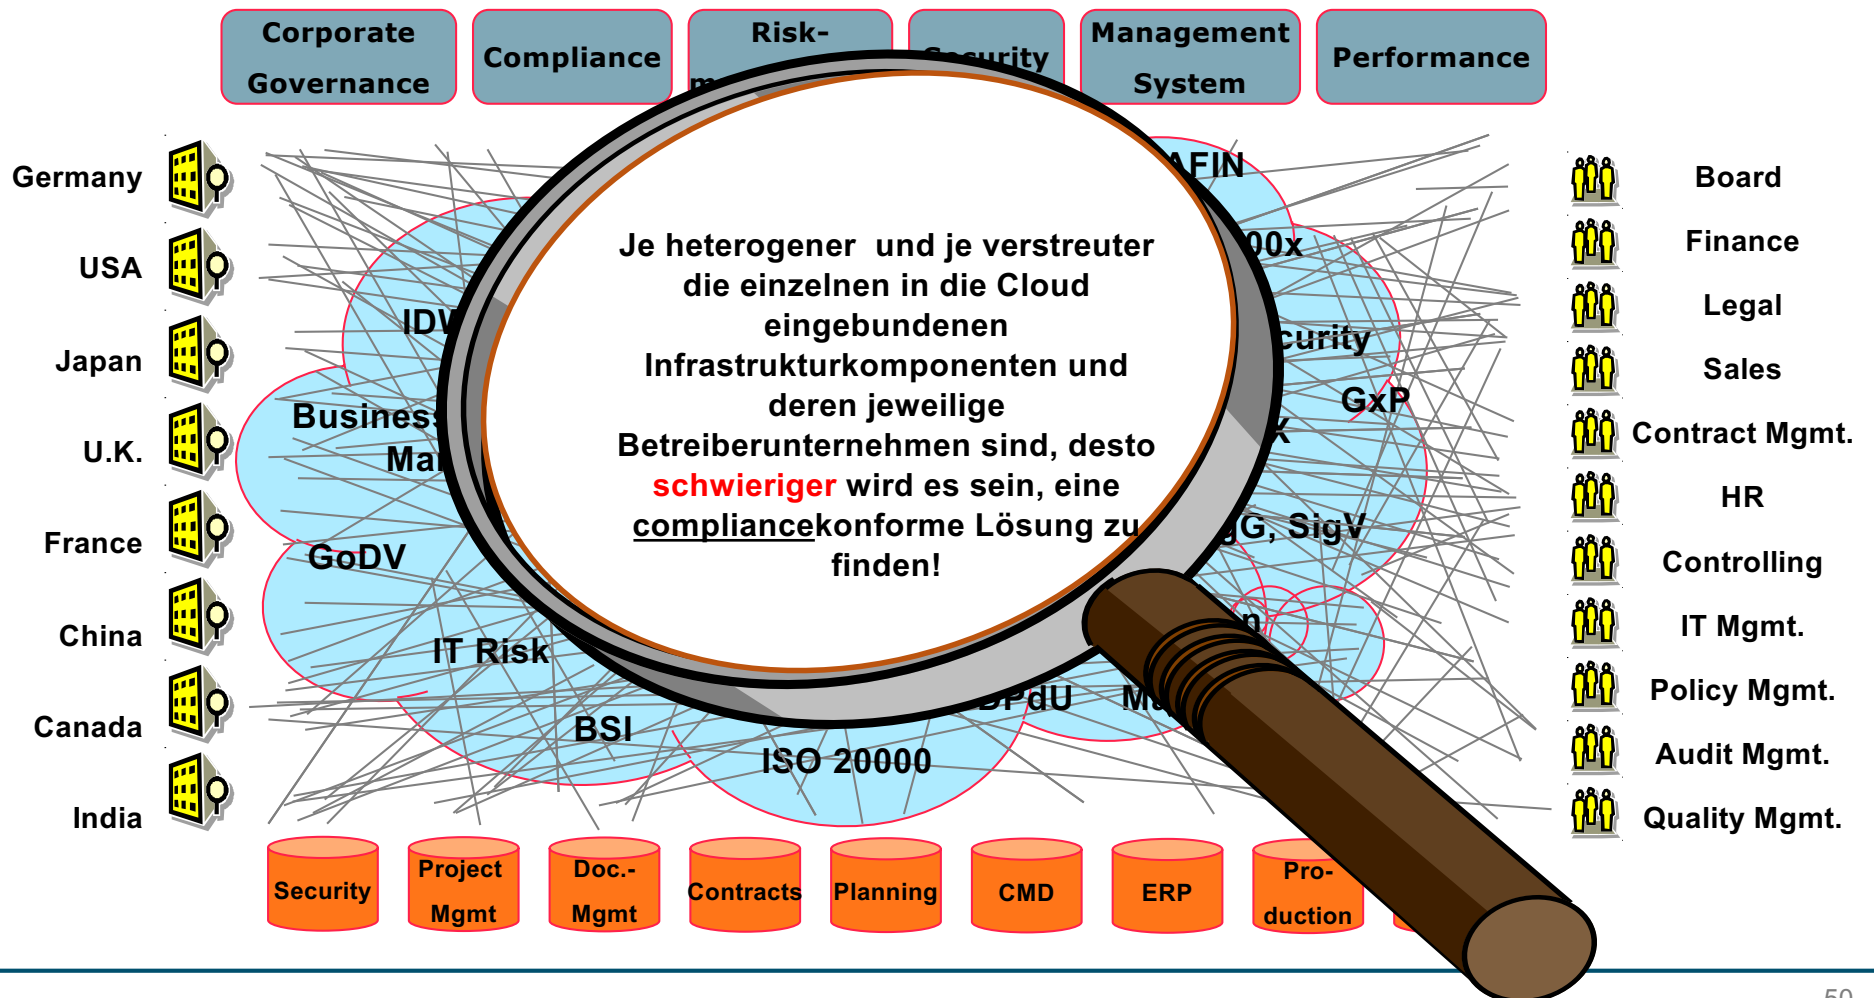 Corporate
Governance
Compliance
Risk-
Management
System
Performance
Germany
USA
Japan
U.K.
France
China
Canada
India
Je heterogener und je verstreuter
die einzelnen in die Cloud
eingebundenen
Infrastrukturkomponenten und
deren jeweilige
Betreiberunternehmen sind, desto
schwieriger wird es sein, eine
compliancekonforme Lösung zu
finden!
Business
GxP
GoDV
SigV
IT Risk
BSI
ISO 20000
Board
Finance
Legal
Sales
Contract Mgmt.
HR
Controlling
IT Mgmt.
Policy Mgmt.
Audit Mgmt.
Quality Mgmt.
Security
Project
Mgmt
Doc.-
Mgmt
Contracts
Planning
CMD
ERP
Pro-
duction